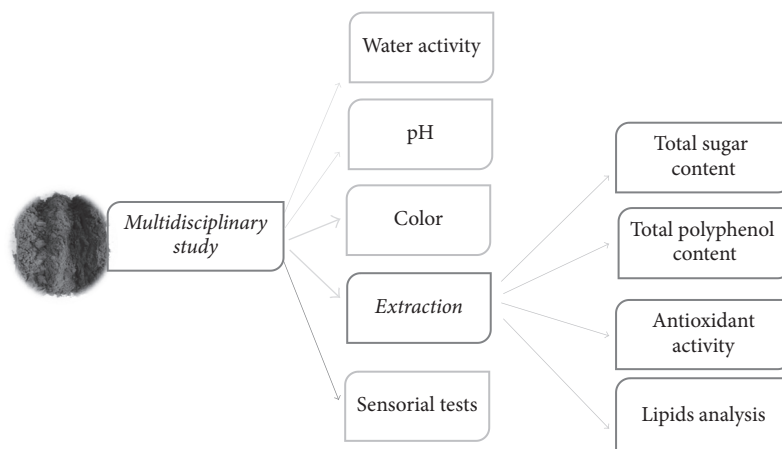 Water activity
pH
Color
Multidisciplinary
study
Extraction
Sensorial tests
Total sugar
content
Total polyphenol
content
Antioxidant
activity
Lipids analysis